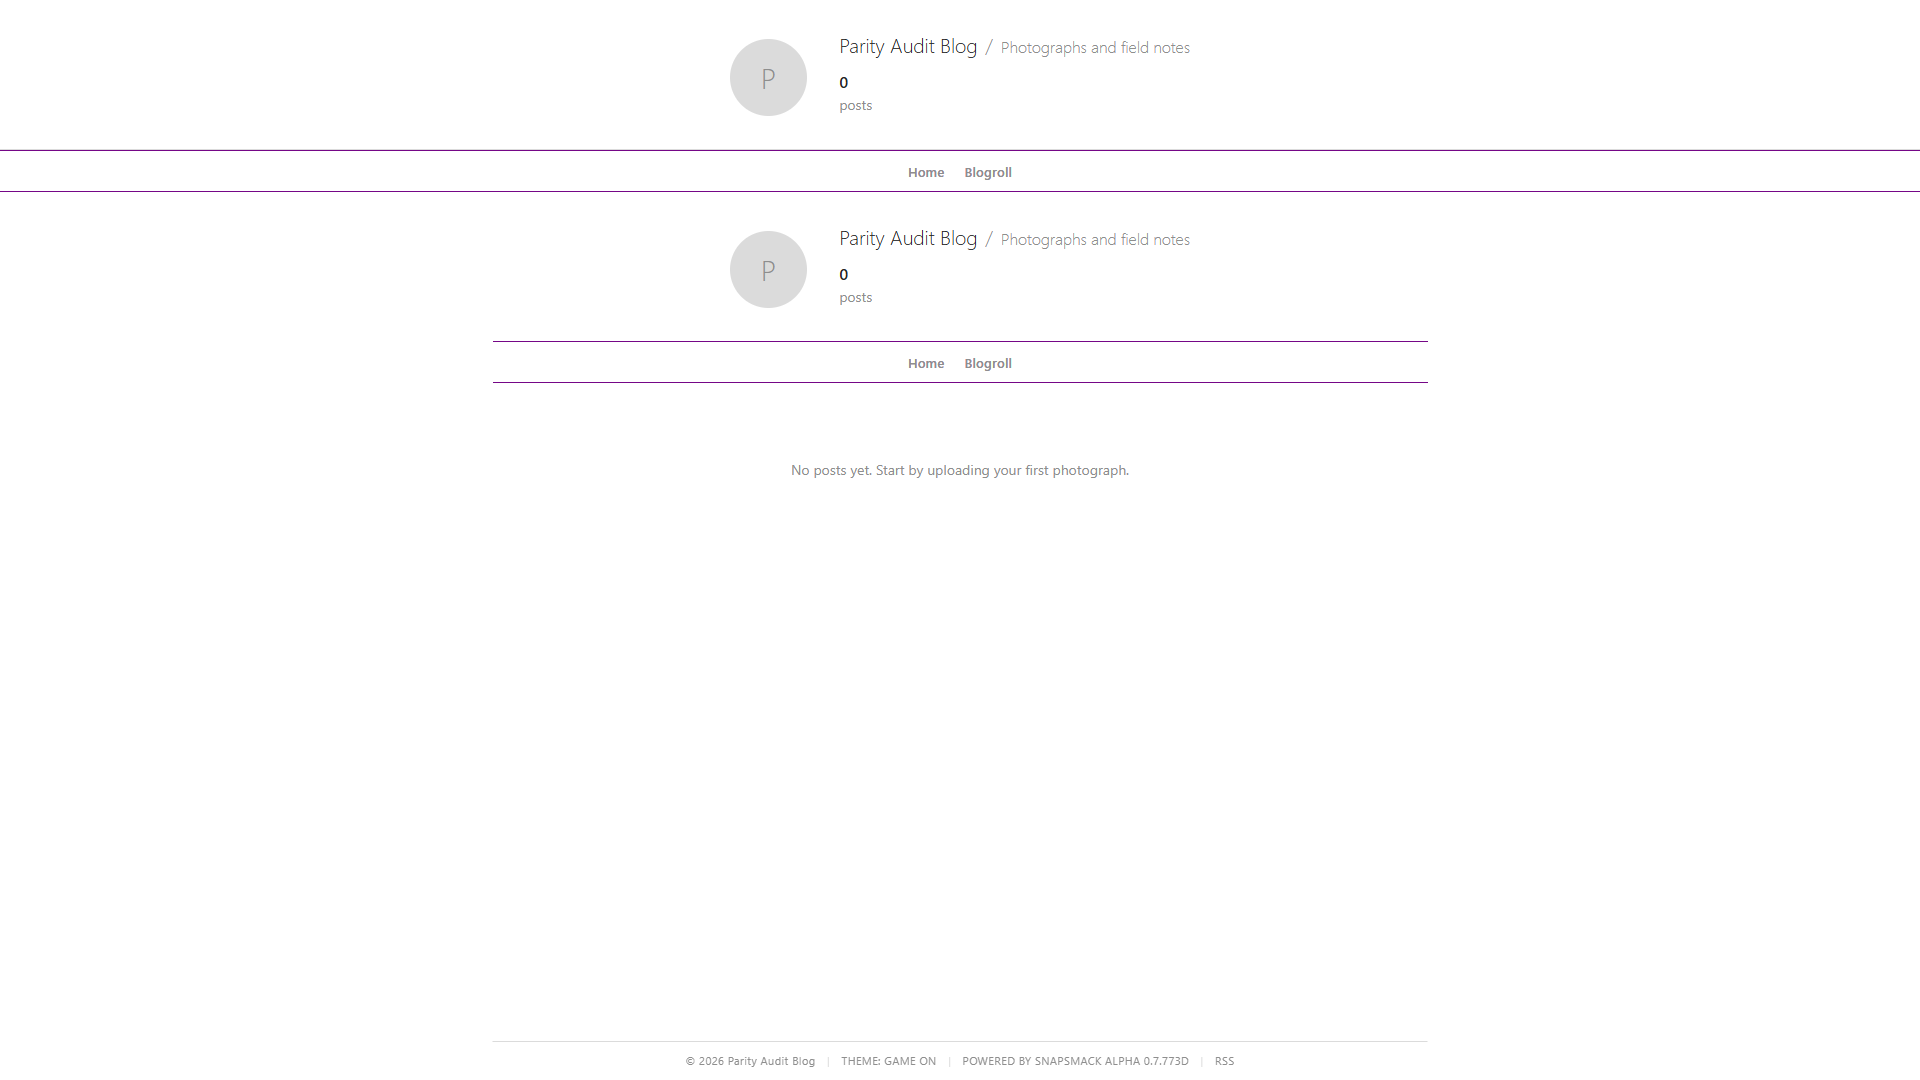 P
Parity Audit Blog / Photographs and field notes
0
posts
Home Blogroll
P
Parity Audit Blog / Photographs and field notes
0
posts
Home Blogroll
No posts yet. Start by uploading your first photograph.
© 2026 Parity Audit Blog | THEME: GAME ON | POWERED BY SNAPSMACK ALPHA 0.7.773D | RSS